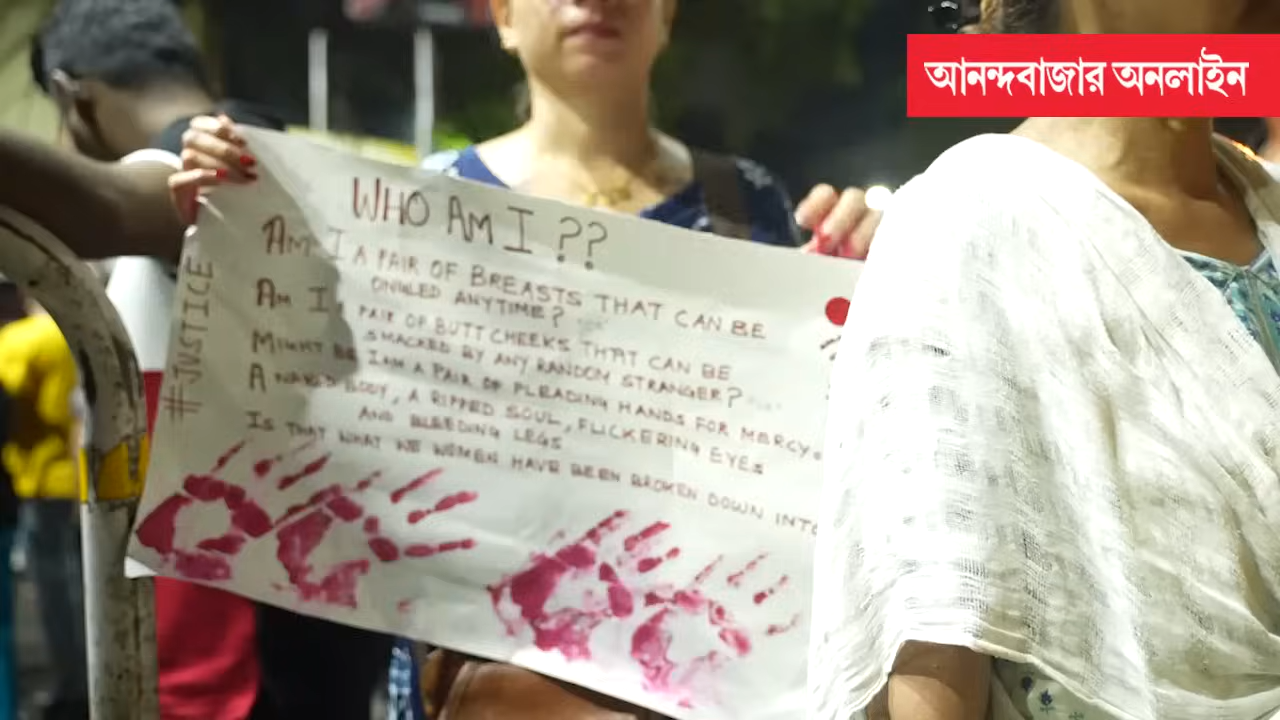 আনন্দবাজার অনলাইন
WHO AM I ??
AM I A PAIR OF BREASTS THAT CAN BE
ONGLED ANYTIME?
AM I PAIR OF BUTT CHEEKS THAT CAN BE
SMACKED BY ANY RANDOM STRANGER?
MIGHT BE I AM A PAIR OF PLEADING HANDS FOR MERCY.
A NAKED BODY, A RIPPED SOUL, FLICKERING EYES
AND BLEEDING LEGS
IS THAT WHAT WE WOMEN HAVE BEEN BROKEN DOWN INTO
#JUSTICE